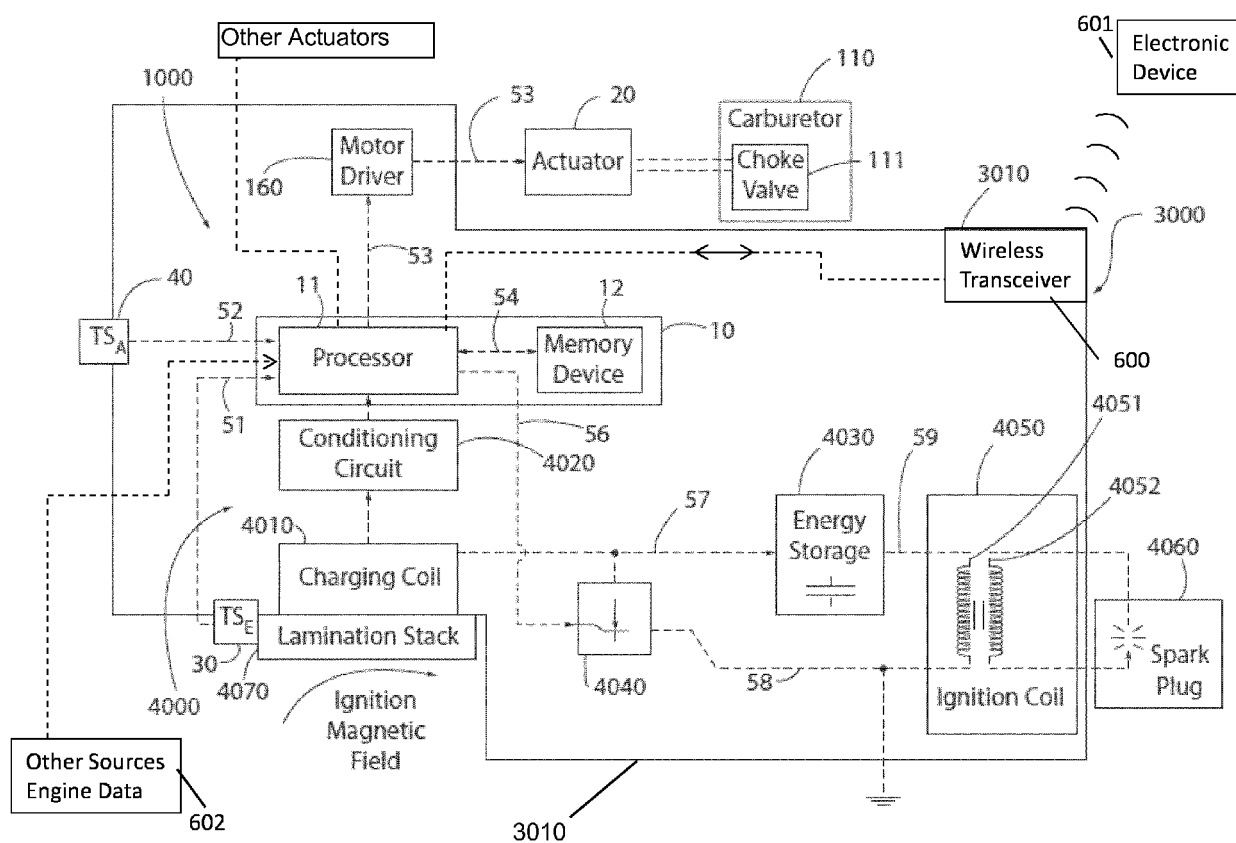 Other Actuators
601
Electronic
Device
1000
53
20
110
Carburetor
Motor
Driver
Actuator
Choke
Valve
160
111
3010
3000
Wireless
Transceiver
53
40
11
12
54
52
10
TSA
Processor
Memory
Device
600
51
Conditioning
Circuit
56
4020
4051
4030
59
4050
4052
57
4010
Energy
Storage
4060
Charging Coil
TSE
Lamination Stack
30
4070
4040
58
Spark
Plug
4000
Ignition
Magnetic
Field
Ignition Coil
Other Sources
Engine Data
602
3010